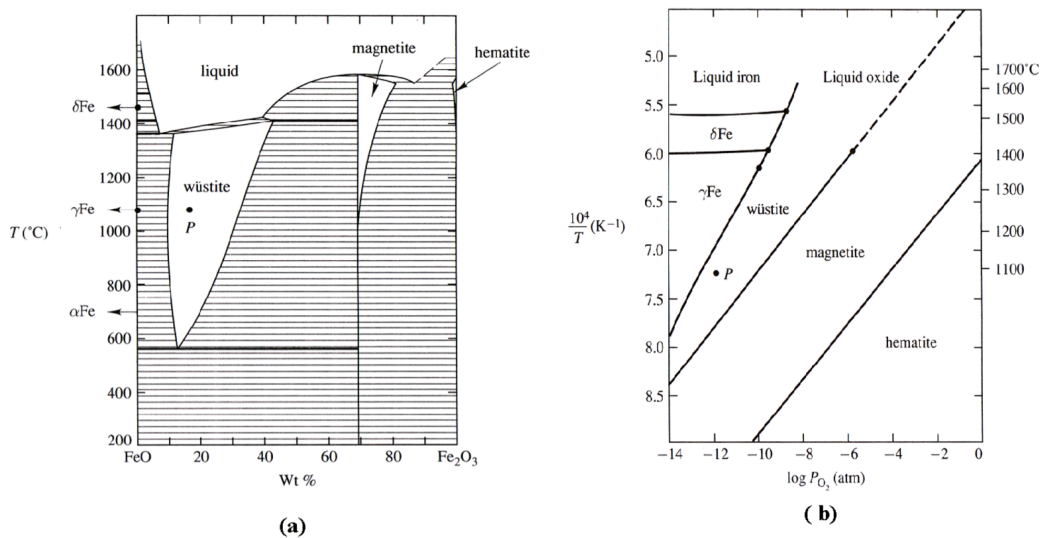 magnetite
hematite
liquid
1600
δFe
1400
1200
wüstite
γFe
P
T (°C)
1000
800
αFe
600
400
200
FeO
20
40
60
80
Fe₂O₃
Wt %
(a)
5.0
Liquid iron
Liquid oxide
1700°C
1600
5.5
1500
δFe
6.0
1400
γFe
1300
wüstite
6.5
10⁴/T (K⁻¹)
1200
7.0
magnetite
P
1100
7.5
8.0
hematite
8.5
−14
−12
−10
−8
−6
−4
−2
0
log P_O₂ (atm)
( b)